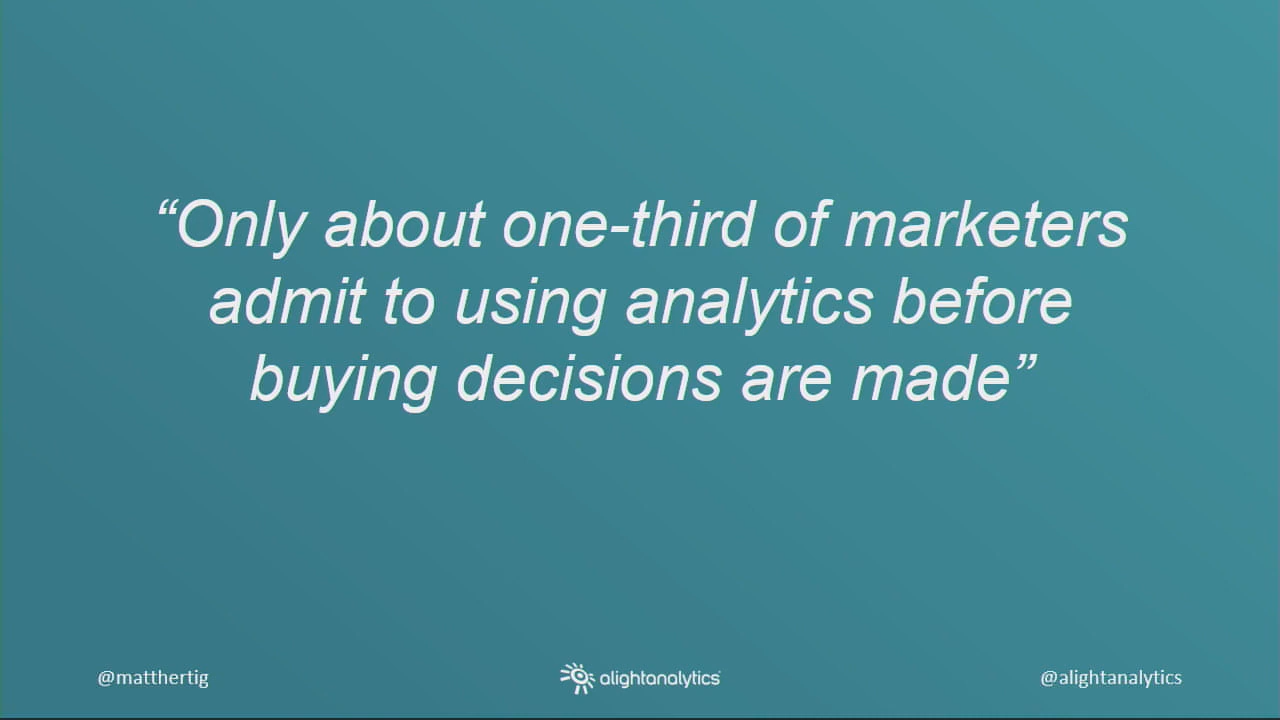 “Only about one-third of marketers
admit to using analytics before
buying decisions are made”
@matthertig
alightanalytics
@alightanalytics